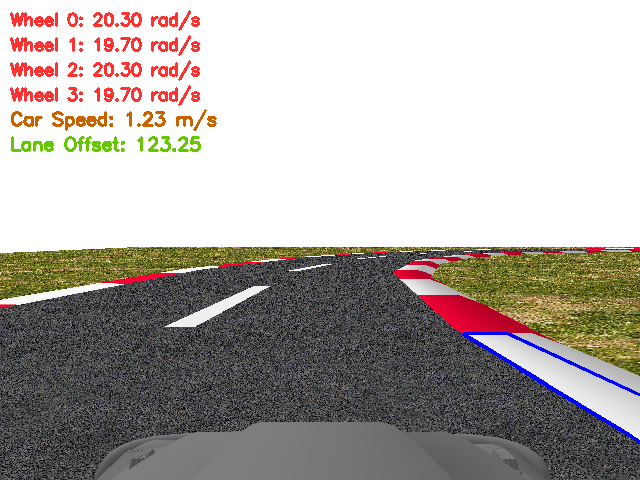 Wheel 0: 20.30 rad/s
Wheel 1: 19.70 rad/s
Wheel 2: 20.30 rad/s
Wheel 3: 19.70 rad/s
Car Speed: 1.23 m/s
Lane Offset: 123.25